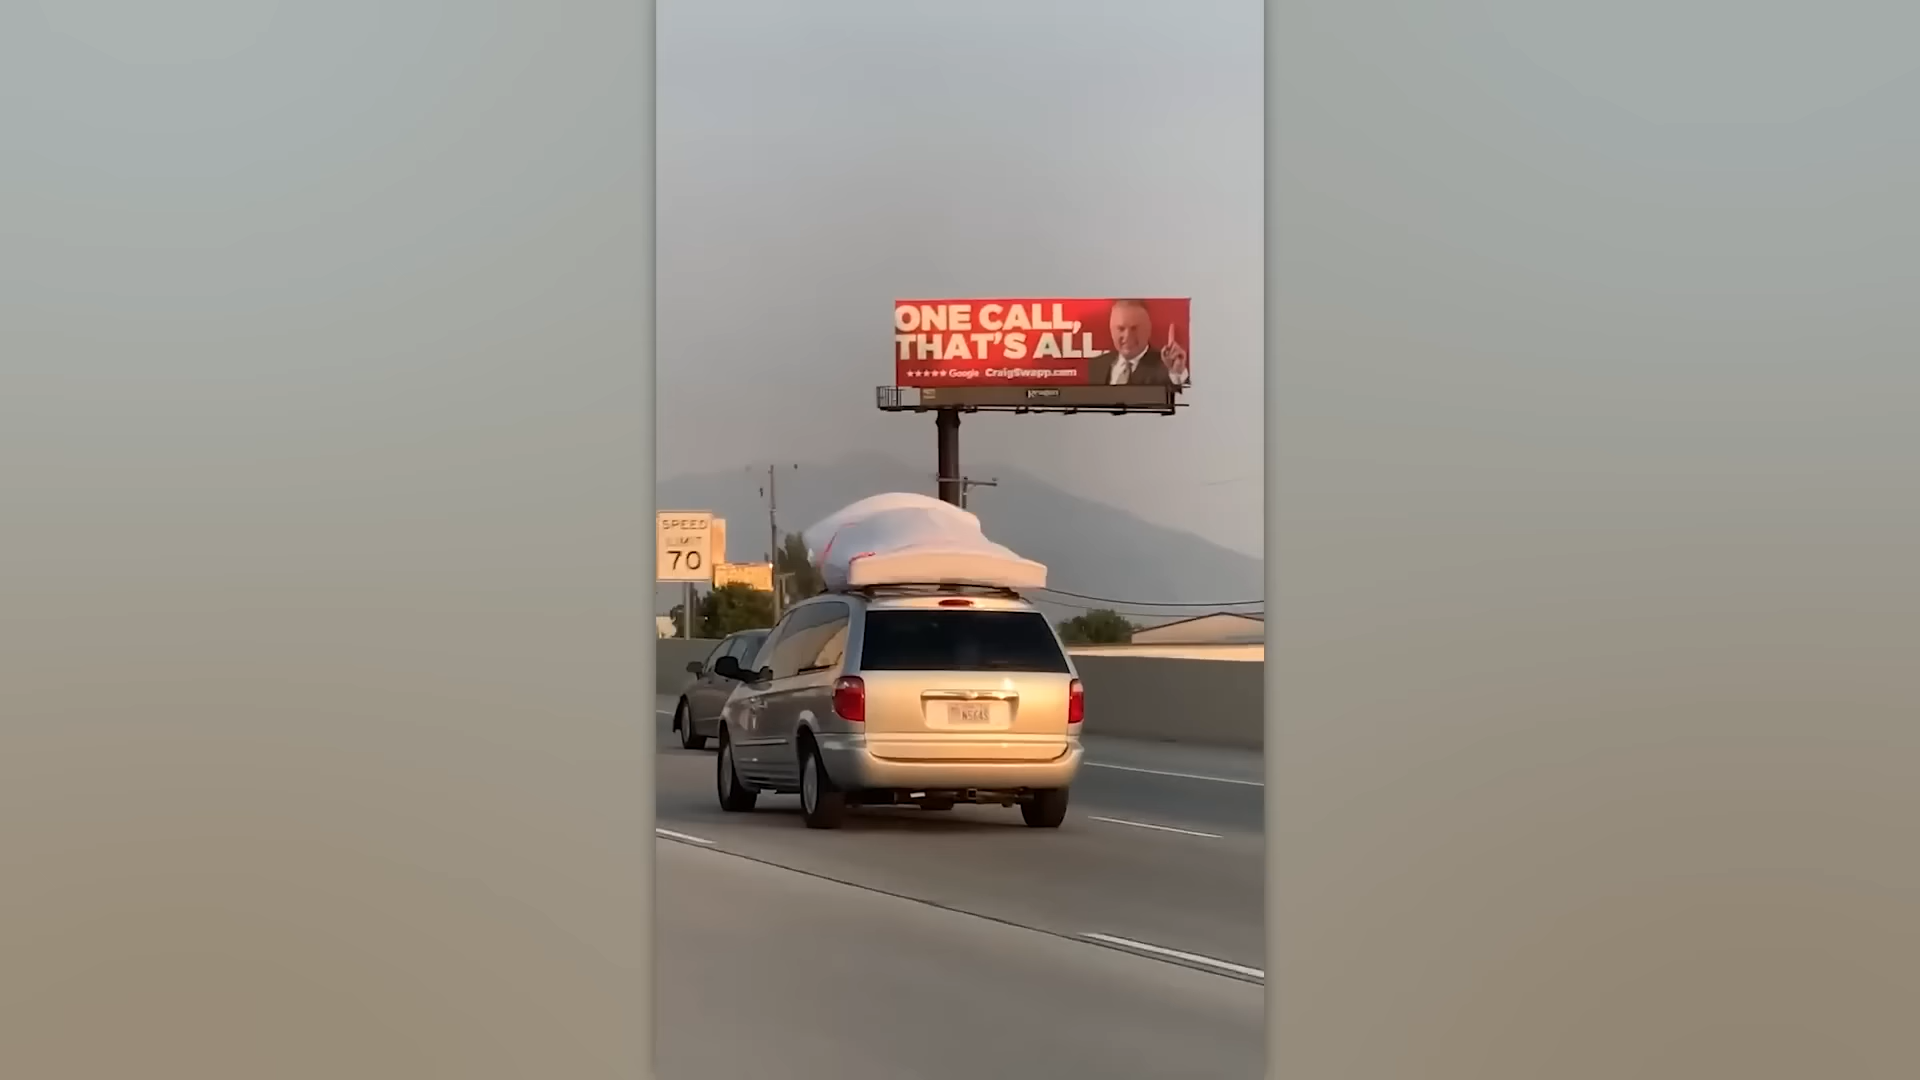 ONE CALL,
THAT'S ALL.
★★★★★ Google CraigSwapp.com
SPEED
LIMIT
70